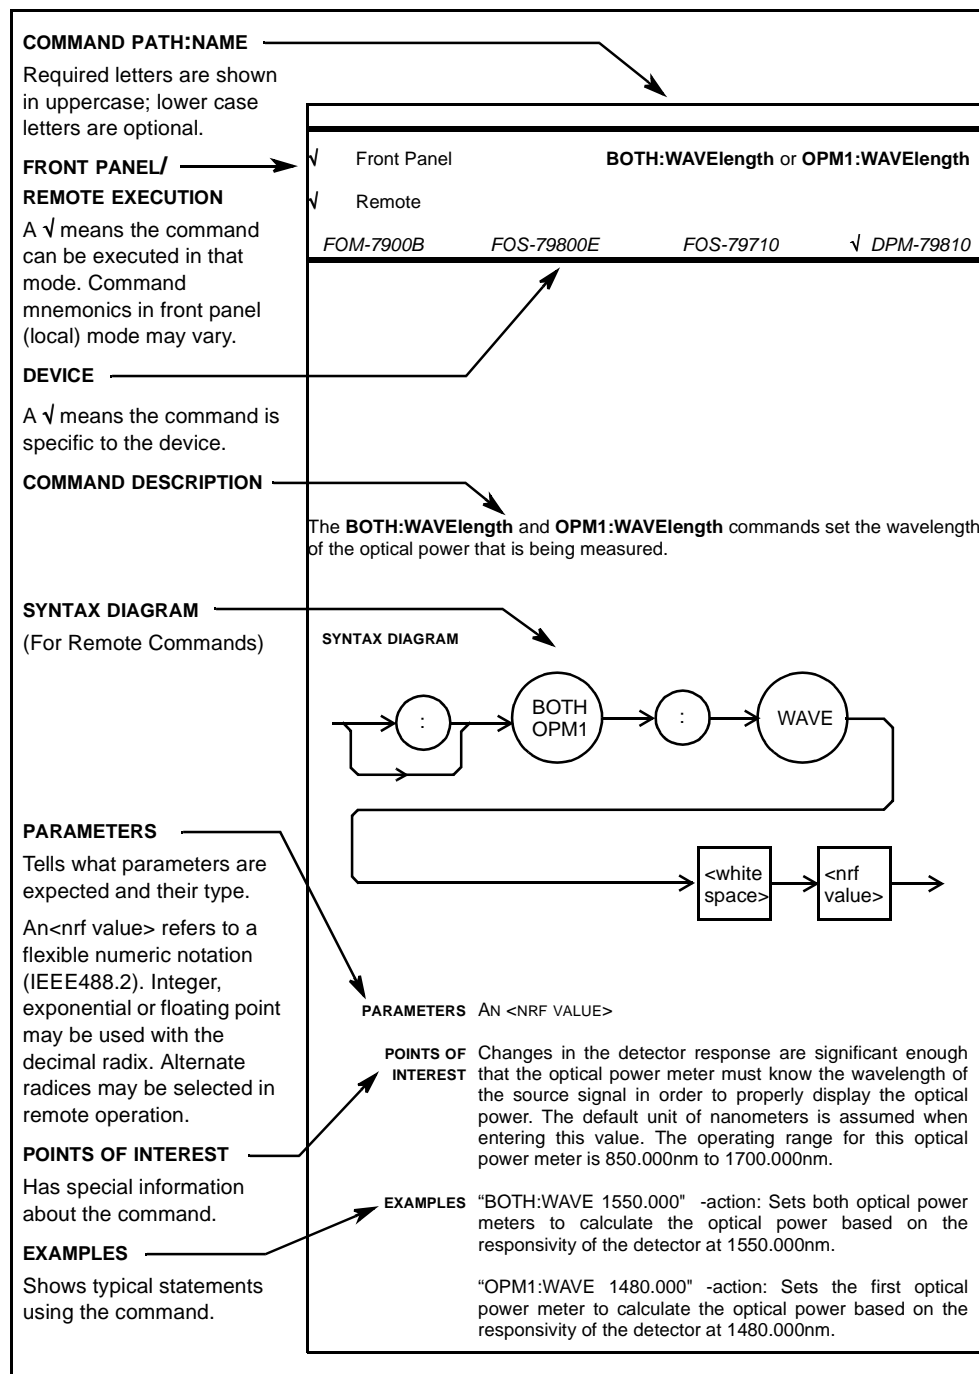 COMMAND PATH:NAME
Required letters are shown
in uppercase; lower case
letters are optional.
FRONT PANEL/
REMOTE EXECUTION
A √ means the command
can be executed in that
mode. Command
mnemonics in front panel
(local) mode may vary.
DEVICE
A √ means the command is
specific to the device.
COMMAND DESCRIPTION
SYNTAX DIAGRAM
(For Remote Commands)
PARAMETERS
Tells what parameters are
expected and their type.
An<nrf value> refers to a
flexible numeric notation
(IEEE488.2). Integer,
exponential or floating point
may be used with the
decimal radix. Alternate
radices may be selected in
remote operation.
POINTS OF INTEREST
Has special information
about the command.
EXAMPLES
Shows typical statements
using the command.
√ Front Panel BOTH:WAVElength or OPM1:WAVElength
√ Remote
FOM-7900B FOS-79800E FOS-79710 √ DPM-79810
The BOTH:WAVElength and OPM1:WAVElength commands set the wavelength
of the optical power that is being measured.
SYNTAX DIAGRAM
:
BOTH
OPM1
:
WAVE
<white
space>
<nrf
value>
PARAMETERS AN <NRF VALUE>
POINTS OF INTEREST Changes in the detector response are significant enough
that the optical power meter must know the wavelength of
the source signal in order to properly display the optical
power. The default unit of nanometers is assumed when
entering this value. The operating range for this optical
power meter is 850.000nm to 1700.000nm.
EXAMPLES “BOTH:WAVE 1550.000" -action: Sets both optical power
meters to calculate the optical power based on the
responsivity of the detector at 1550.000nm.
“OPM1:WAVE 1480.000" -action: Sets the first optical
power meter to calculate the optical power based on the
responsivity of the detector at 1480.000nm.